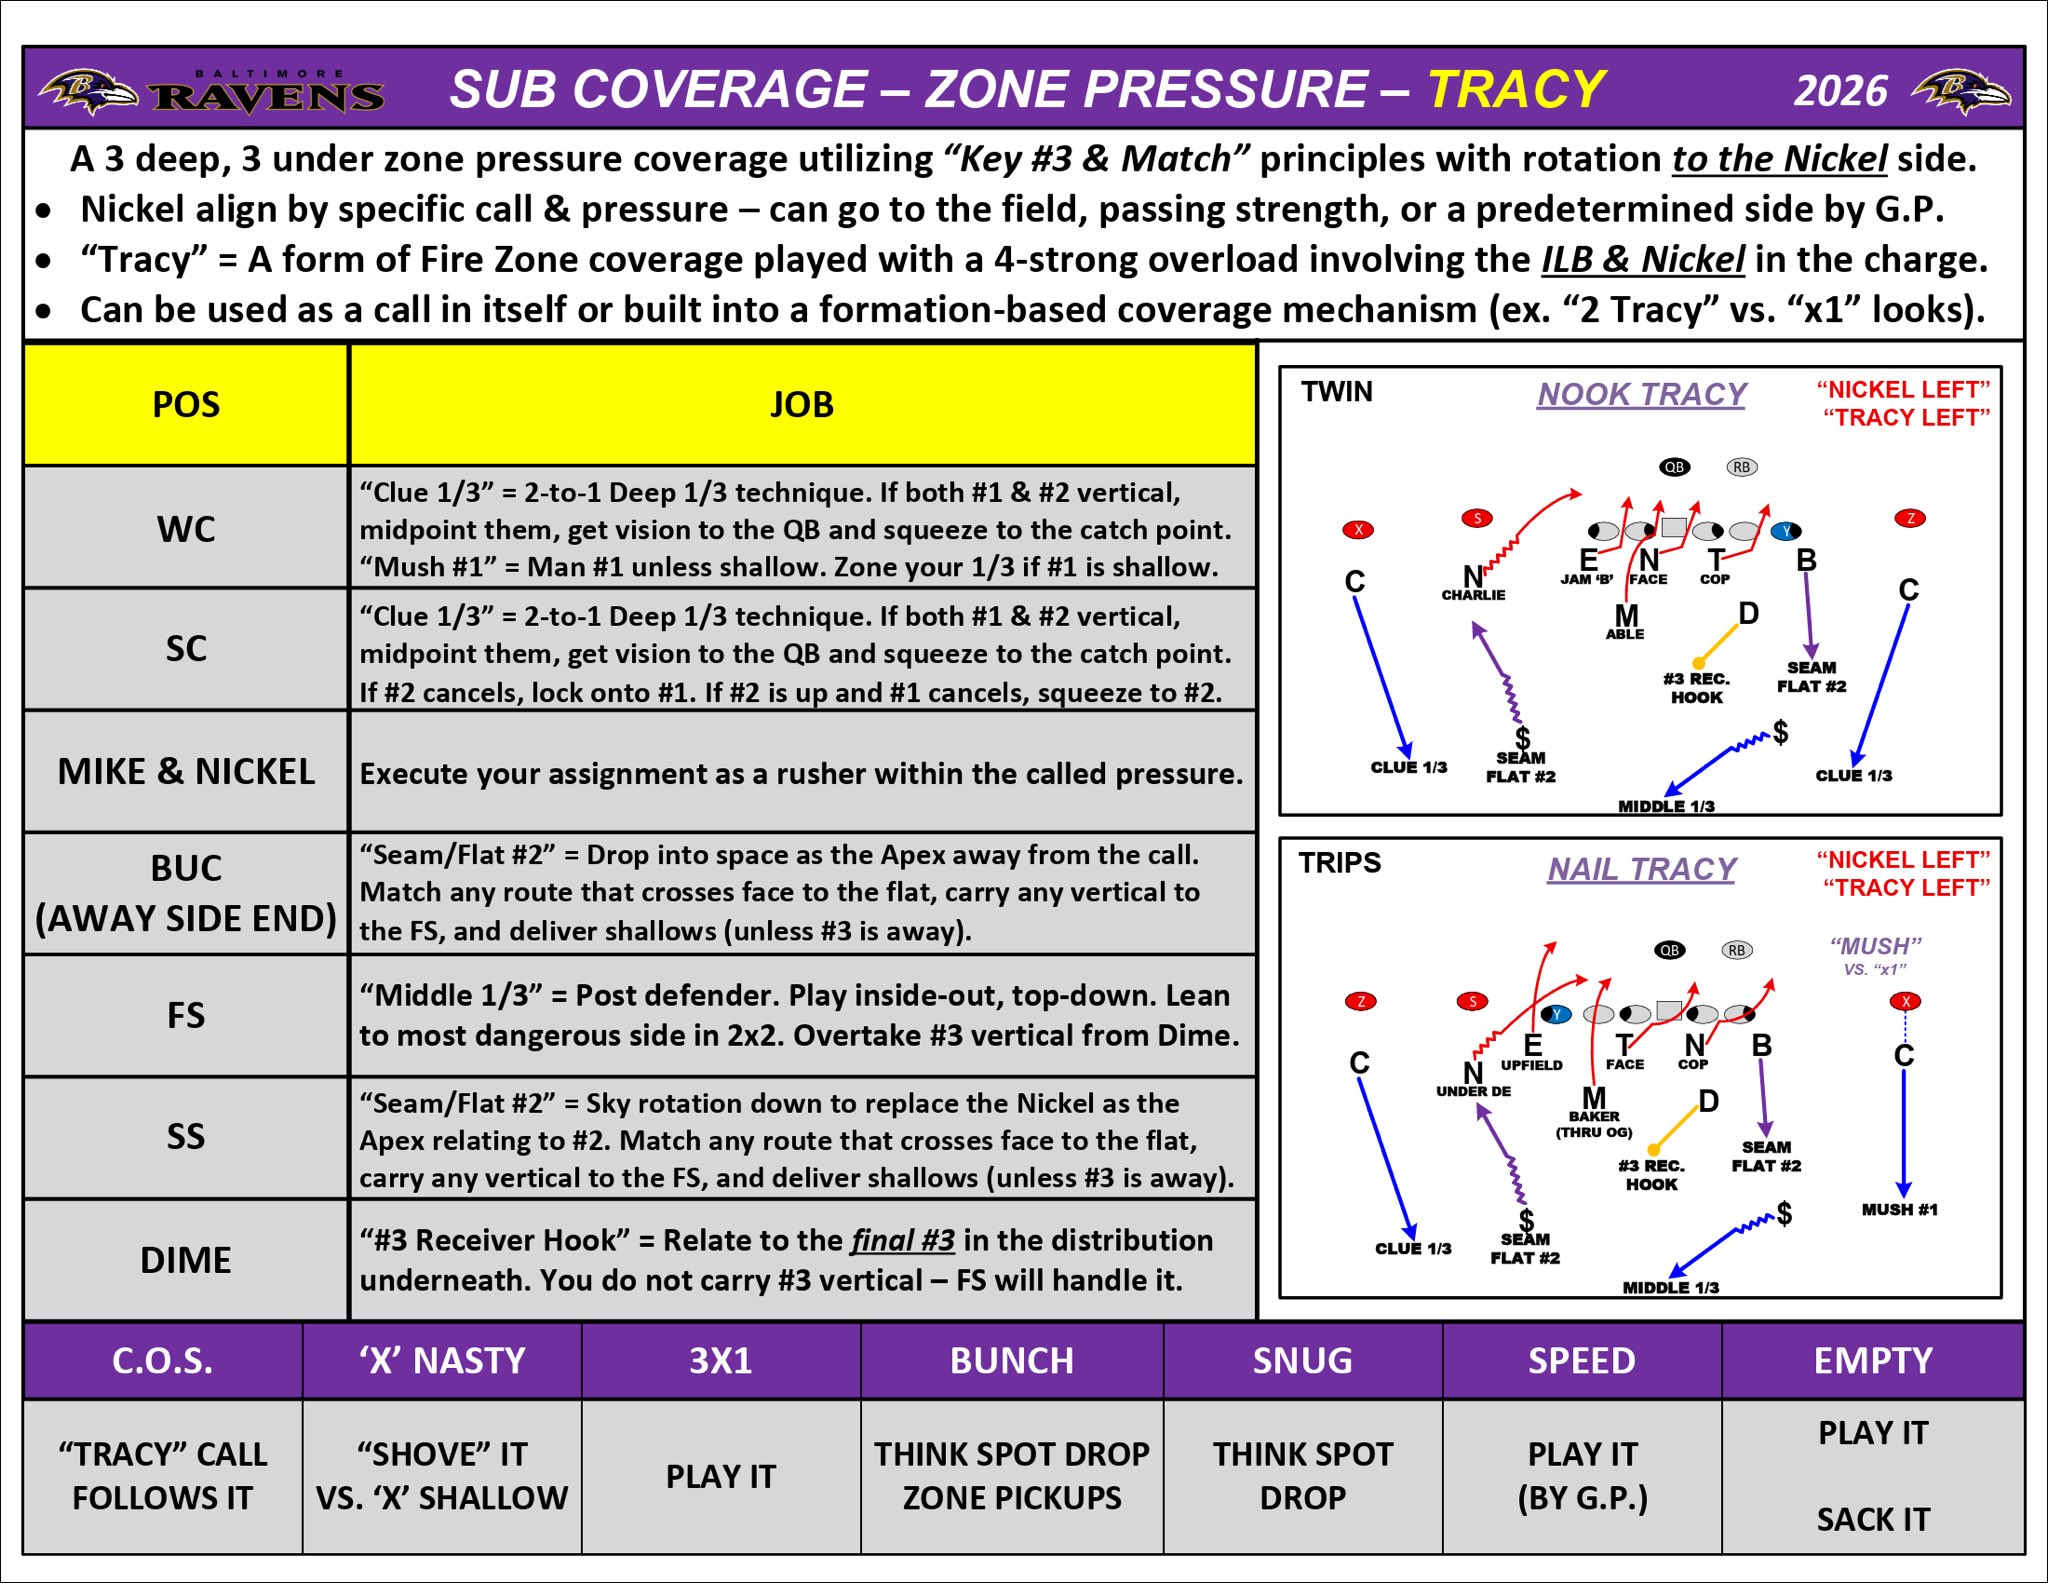 BALTIMORE
RAVENS
SUB COVERAGE – ZONE PRESSURE – TRACY
2026
A 3 deep, 3 under zone pressure coverage utilizing “Key #3 & Match” principles with rotation to the Nickel side.
• Nickel align by specific call & pressure – can go to the field, passing strength, or a predetermined side by G.P.
• “Tracy” = A form of Fire Zone coverage played with a 4-strong overload involving the ILB & Nickel in the charge.
• Can be used as a call in itself or built into a formation-based coverage mechanism (ex. “2 Tracy” vs. “x1” looks).
POS
JOB
WC
“Clue 1/3” = 2-to-1 Deep 1/3 technique. If both #1 & #2 vertical,
midpoint them, get vision to the QB and squeeze to the catch point.
“Mush #1” = Man #1 unless shallow. Zone your 1/3 if #1 is shallow.
SC
“Clue 1/3” = 2-to-1 Deep 1/3 technique. If both #1 & #2 vertical,
midpoint them, get vision to the QB and squeeze to the catch point.
If #2 cancels, lock onto #1. If #2 is up and #1 cancels, squeeze to #2.
MIKE & NICKEL
Execute your assignment as a rusher within the called pressure.
BUC
(AWAY SIDE END)
“Seam/Flat #2” = Drop into space as the Apex away from the call.
Match any route that crosses face to the flat, carry any vertical to
the FS, and deliver shallows (unless #3 is away).
FS
“Middle 1/3” = Post defender. Play inside-out, top-down. Lean
to most dangerous side in 2x2. Overtake #3 vertical from Dime.
SS
“Seam/Flat #2” = Sky rotation down to replace the Nickel as the
Apex relating to #2. Match any route that crosses face to the flat,
carry any vertical to the FS, and deliver shallows (unless #3 is away).
DIME
“#3 Receiver Hook” = Relate to the final #3 in the distribution
underneath. You do not carry #3 vertical – FS will handle it.
TWIN
NOOK TRACY
“NICKEL LEFT”
“TRACY LEFT”
QB
RB
X
S
Y
Z
C
N
CHARLIE
E
JAM ‘B’
N
FACE
T
COP
B
C
M
ABLE
D
#3 REC.
HOOK
SEAM
FLAT #2
$
SEAM
FLAT #2
$
CLUE 1/3
MIDDLE 1/3
CLUE 1/3
TRIPS
NAIL TRACY
“NICKEL LEFT”
“TRACY LEFT”
“MUSH”
VS. “x1”
QB
RB
Z
S
Y
X
C
N
UNDER DE
E
UPFIELD
T
FACE
N
COP
B
C
M
BAKER
(THRU OG)
D
#3 REC.
HOOK
SEAM
FLAT #2
$
SEAM
FLAT #2
$
MUSH #1
CLUE 1/3
MIDDLE 1/3
C.O.S.
‘X’ NASTY
3X1
BUNCH
SNUG
SPEED
EMPTY
“TRACY” CALL
FOLLOWS IT
“SHOVE” IT
VS. ‘X’ SHALLOW
PLAY IT
THINK SPOT DROP
ZONE PICKUPS
THINK SPOT
DROP
PLAY IT
(BY G.P.)
PLAY IT
SACK IT